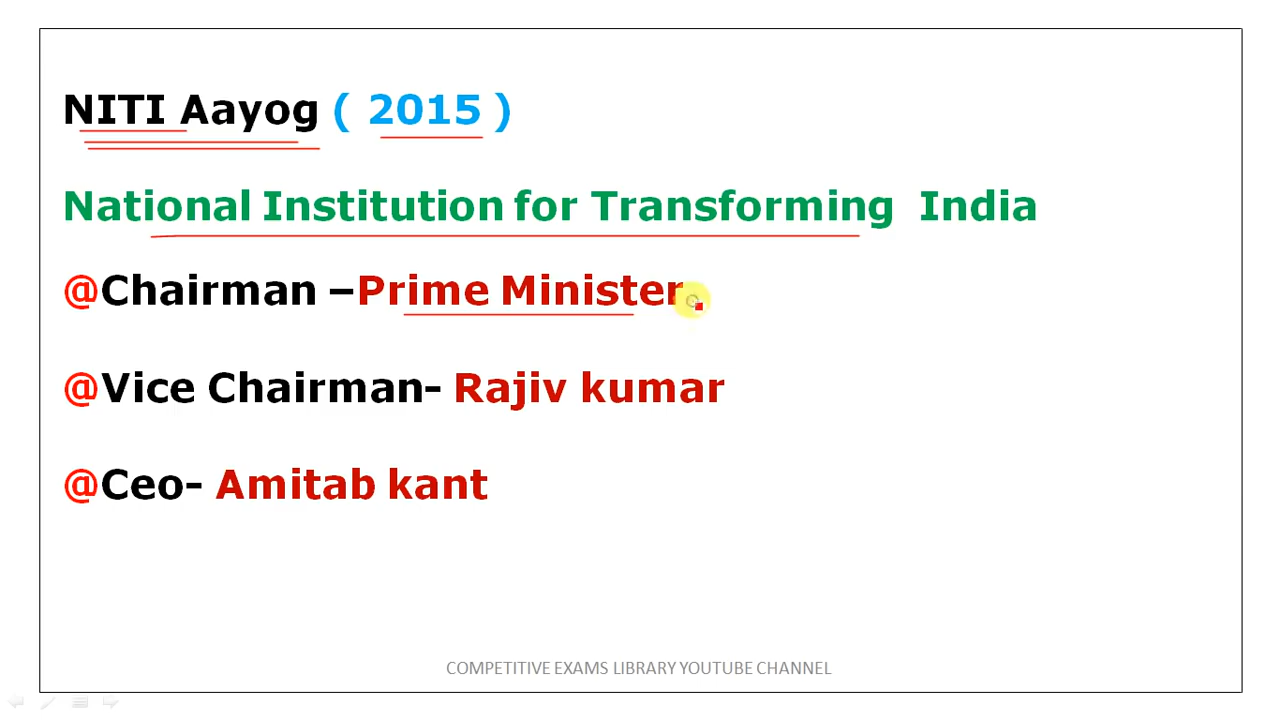 NITI Aayog ( 2015 )
National Institution for Transforming India
@Chairman –Prime Minister
@Vice Chairman- Rajiv kumar
@Ceo- Amitab kant
COMPETITIVE EXAMS LIBRARY YOUTUBE CHANNEL